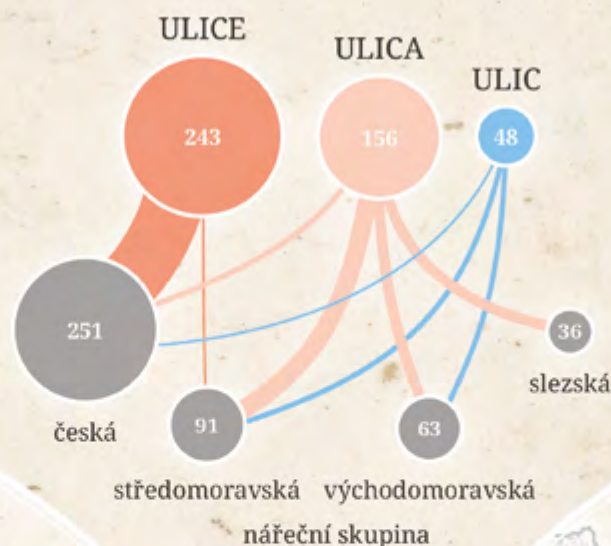 ULICE
ULICA
ULIC
243
156
48
251
36
slezská
91
63
česká
středomoravská východomoravská
nářeční skupina